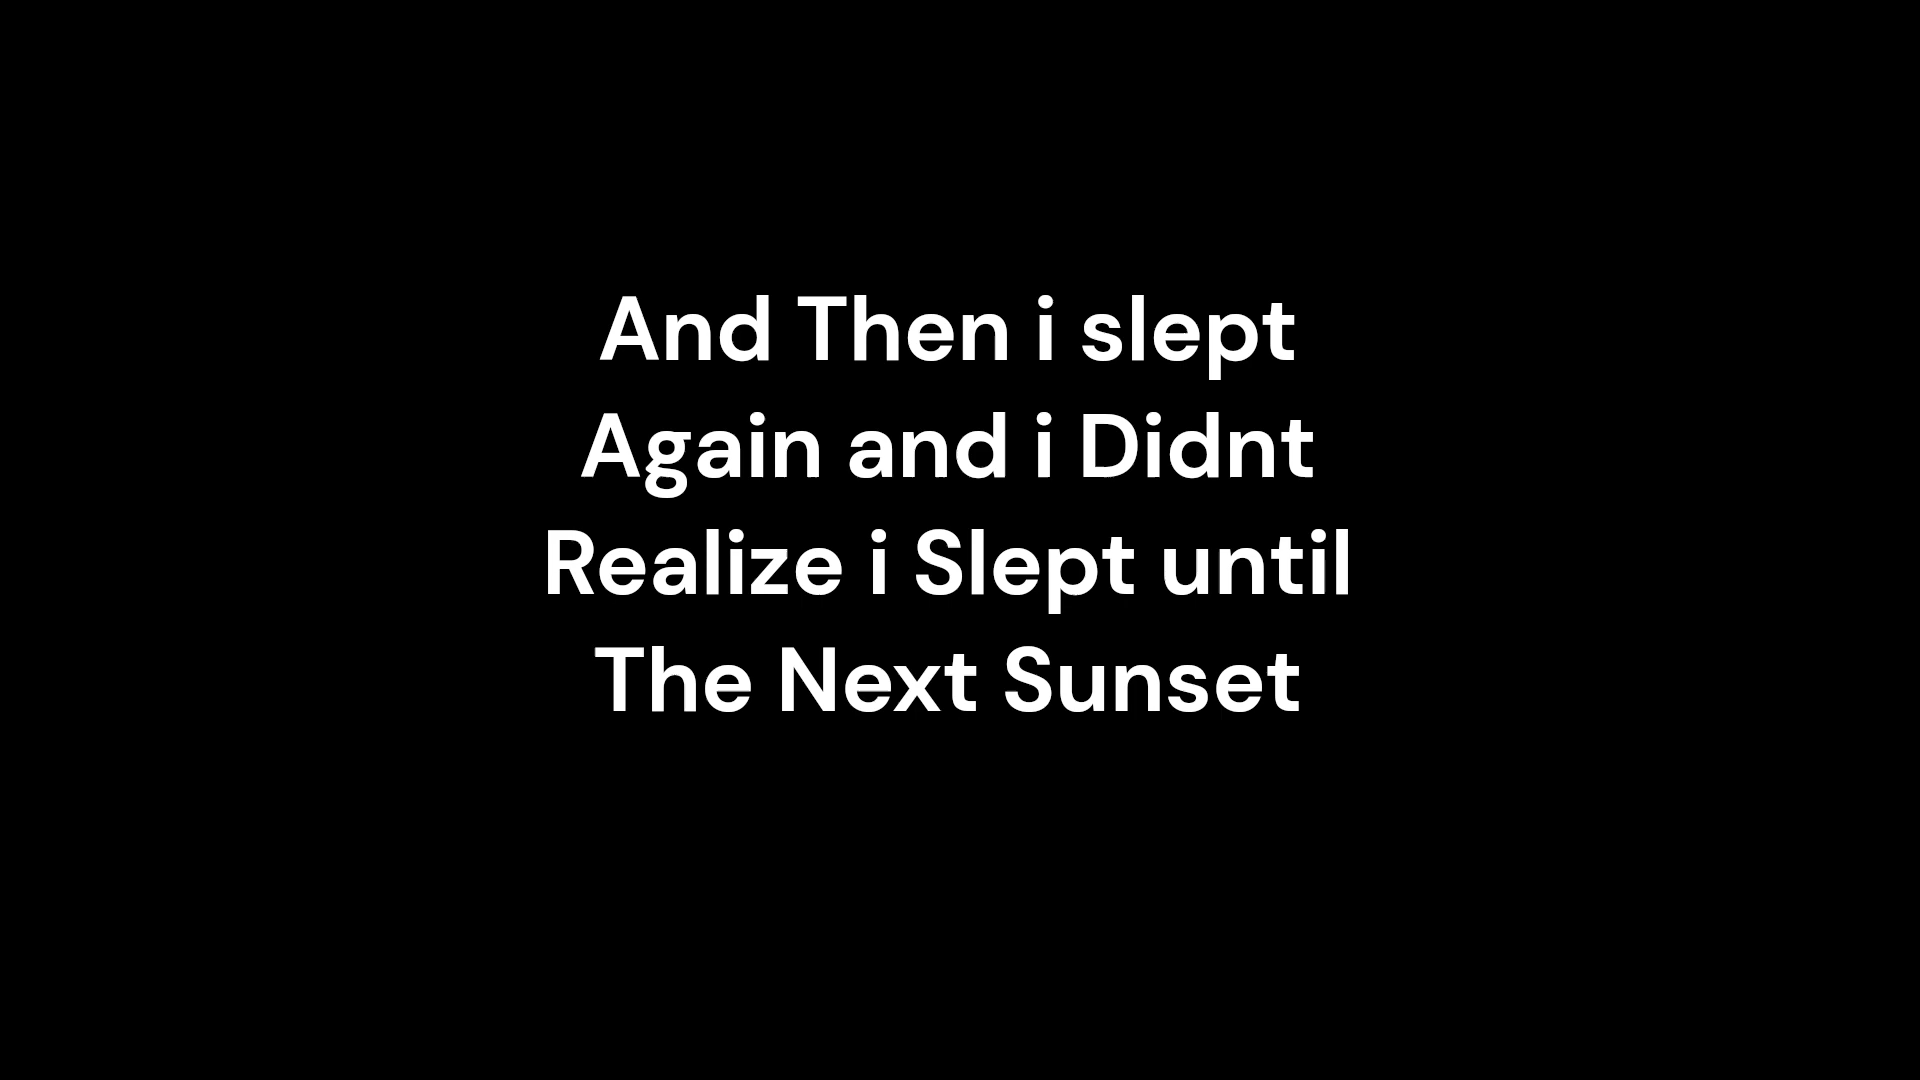 And Then i slept
Again and i Didnt
Realize i Slept until
The Next Sunset